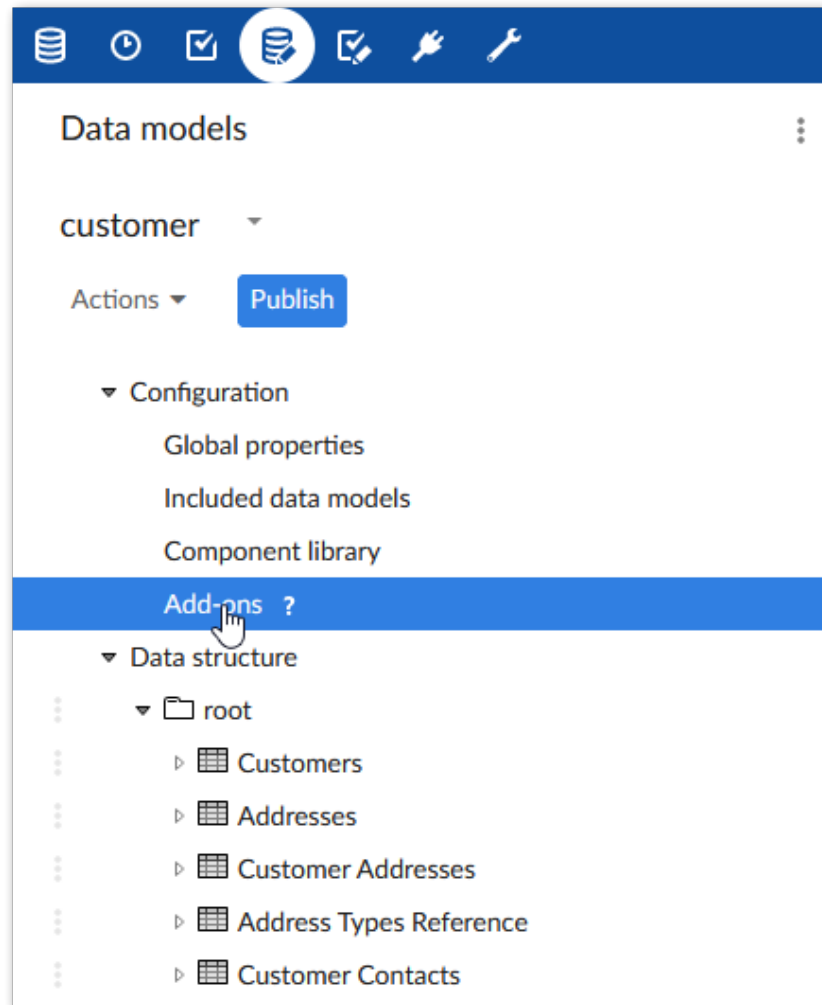 Data models
customer
Actions Publish
Configuration
Global properties
Included data models
Component library
Add-ons ?
Data structure
root
Customers
Addresses
Customer Addresses
Address Types Reference
Customer Contacts